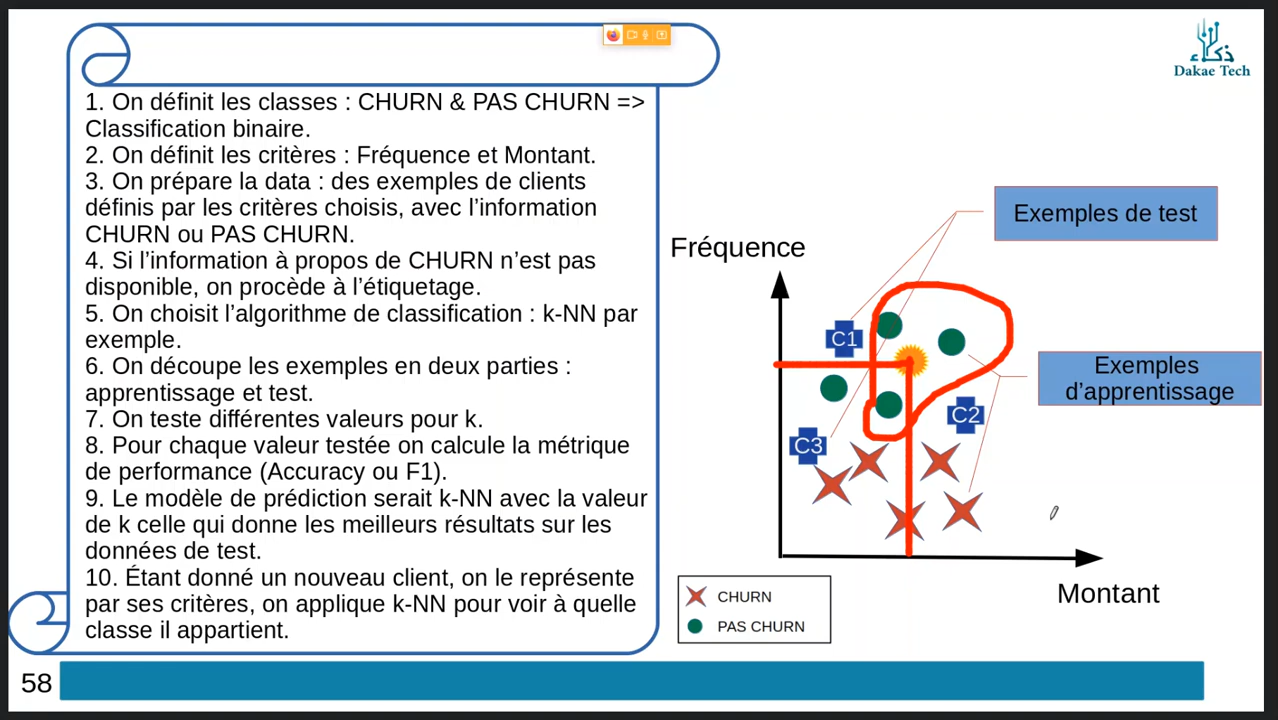 ذكاء
Dakae Tech
1. On définit les classes : CHURN & PAS CHURN =>
Classification binaire.
2. On définit les critères : Fréquence et Montant.
3. On prépare la data : des exemples de clients
définis par les critères choisis, avec l’information
CHURN ou PAS CHURN.
4. Si l’information à propos de CHURN n’est pas
disponible, on procède à l’étiquetage.
5. On choisit l’algorithme de classification : k-NN par
exemple.
6. On découpe les exemples en deux parties :
apprentissage et test.
7. On teste différentes valeurs pour k.
8. Pour chaque valeur testée on calcule la métrique
de performance (Accuracy ou F1).
9. Le modèle de prédiction serait k-NN avec la valeur
de k celle qui donne les meilleurs résultats sur les
données de test.
10. Étant donné un nouveau client, on le représente
par ses critères, on applique k-NN pour voir à quelle
classe il appartient.
Exemples de test
Fréquence
C1
Exemples
d’apprentissage
C2
C3
Montant
CHURN
PAS CHURN
58